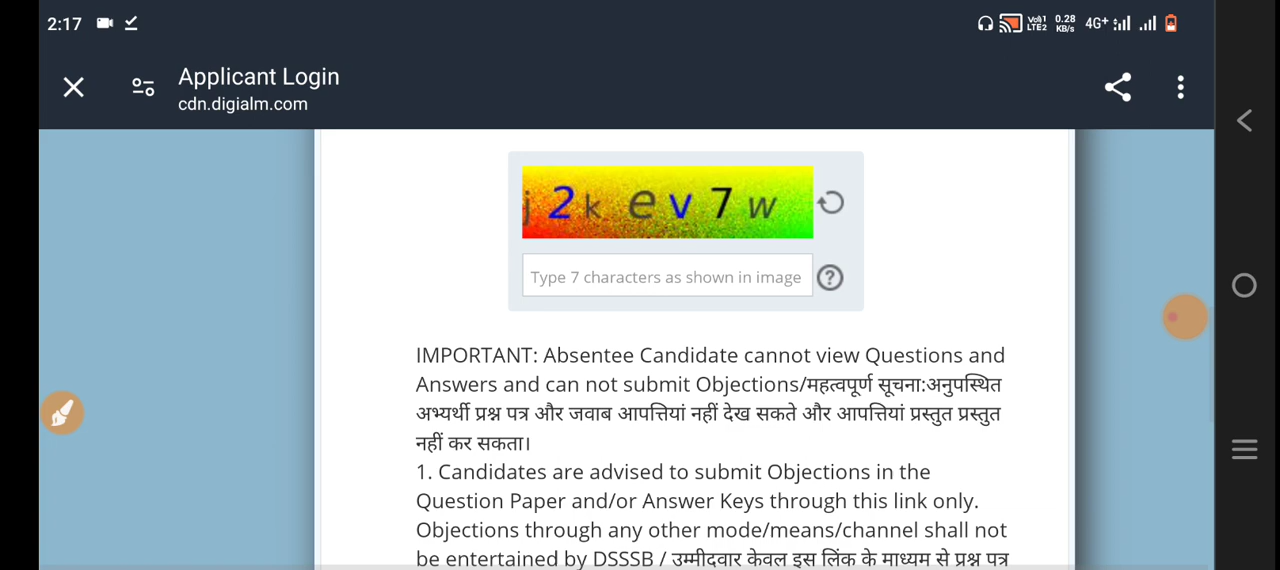 2:17
Vo))1 LTE2
0.28 KB/s
4G+
Applicant Login
cdn.digialm.com
j 2 k e v 7 w
Type 7 characters as shown in image
IMPORTANT: Absentee Candidate cannot view Questions and
Answers and can not submit Objections/महत्वपूर्ण सूचना:अनुपस्थित
अभ्यर्थी प्रश्न पत्र और जवाब आपत्तियां नहीं देख सकते और आपत्तियां प्रस्तुत प्रस्तुत
नहीं कर सकता।
1. Candidates are advised to submit Objections in the
Question Paper and/or Answer Keys through this link only.
Objections through any other mode/means/channel shall not
be entertained by DSSSB / उम्मीदवार केवल इस लिंक के माध्यम से प्रश्न पत्र